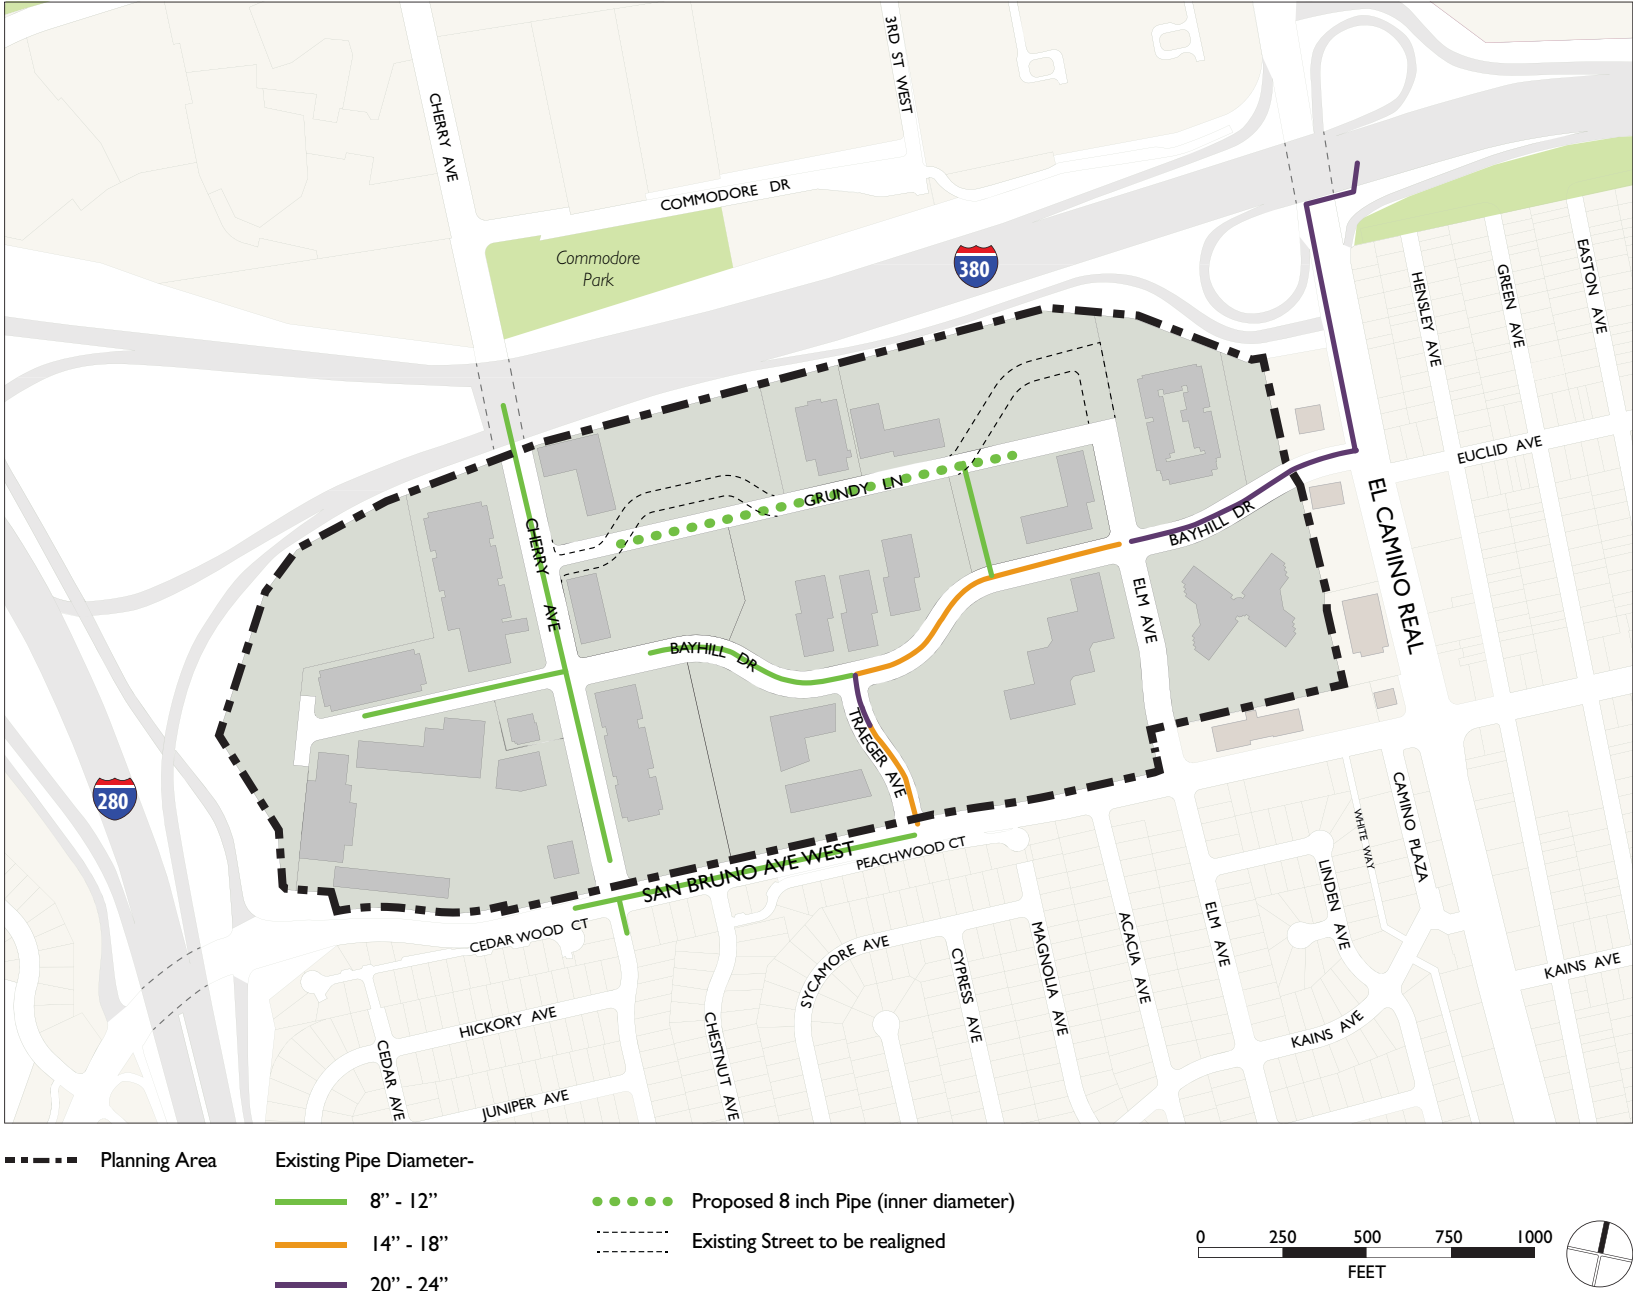 3RD ST WEST
CHERRY AVE
COMMODORE DR
Commodore
Park
380
HENSLEY AVE
GREEN AVE
EASTON AVE
EUCLID AVE
EL CAMINO REAL
GRUNDY LN
CHERRY AVE
BAYHILL DR
ELM AVE
BAYHILL DR
TRAEGER AVE
280
SAN BRUNO AVE WEST
PEACHWOOD CT
CEDAR WOOD CT
WHITE WAY
CAMINO PLAZA
LINDEN AVE
SYCAMORE AVE
CYPRESS AVE
MAGNOLIA AVE
ACACIA AVE
ELM AVE
KAINS AVE
KAINS AVE
HICKORY AVE
CEDAR AVE
JUNIPER AVE
CHESTNUT AVE
Planning Area
Existing Pipe Diameter-
8” - 12”
14” - 18”
20” - 24”
Proposed 8 inch Pipe (inner diameter)
Existing Street to be realigned
0 250 500 750 1000
FEET